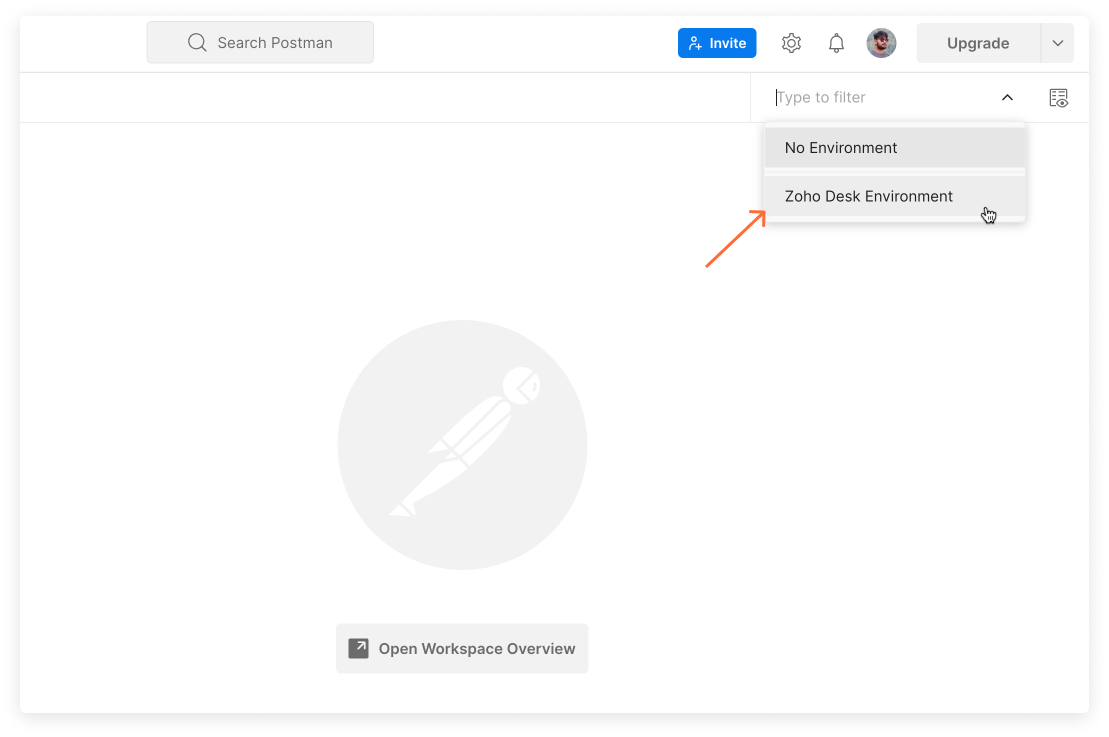 Search Postman
Invite
Upgrade
Type to filter
No Environment
Zoho Desk Environment
Open Workspace Overview